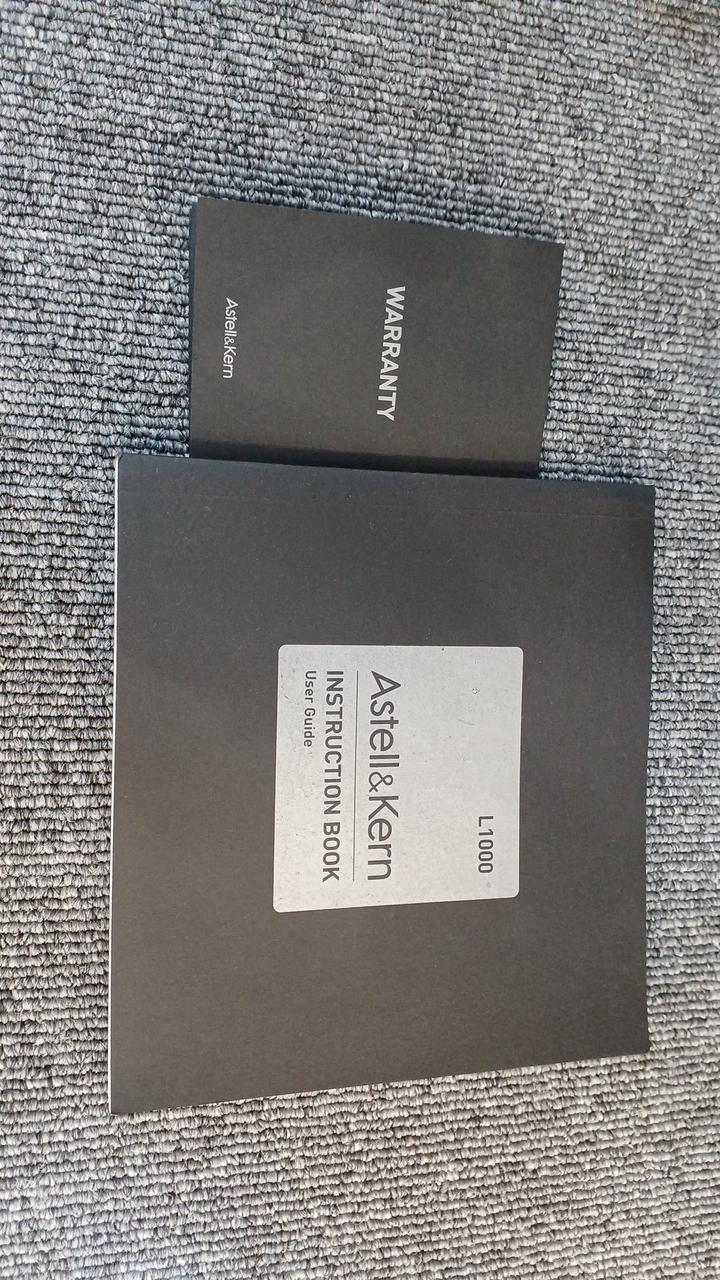 WARRANTY
Astell&Kern
L1000
Astell&Kern
INSTRUCTION BOOK
User Guide